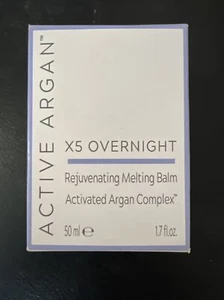 ACTIVE ARGAN™
X5 OVERNIGHT
Rejuvenating Melting Balm
Activated Argan Complex™
50 ml ℮ 1.7 fl.oz.